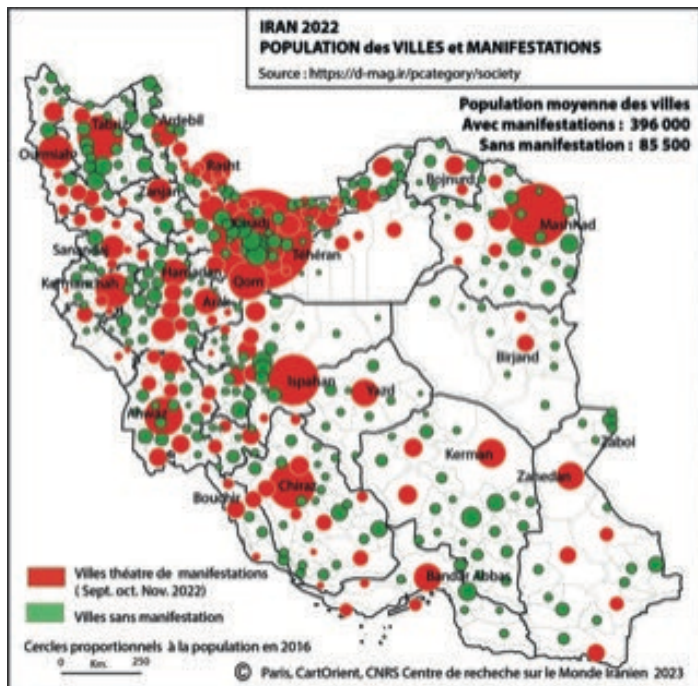 IRAN 2022
POPULATION des VILLES et MANIFESTATIONS
Source : https://d-mag.ir/pcategory/society
Population moyenne des villes
Avec manifestations : 396 000
Sans manifestation : 85 500
Ardebil
Tabriz
Ourmiah
Rasht
Zanjan
Bojnurd
Karadj
Mashhad
Téhéran
Sanandaj
Hamadan
Qom
Kermanchah
Arak
Birjand
Ispahan
Yazd
Ahwaz
Zabol
Kerman
Zahedan
Chiraz
Bouchir
Bandar Abbas
Villes théatre de manifestations
( Sept. oct. Nov. 2022)
Villes sans manifestation
Cercles proportionnels à la population en 2016
0 Km. 250
© Paris, CartOrient, CNRS Centre de recheche sur le Monde Iranien 2023